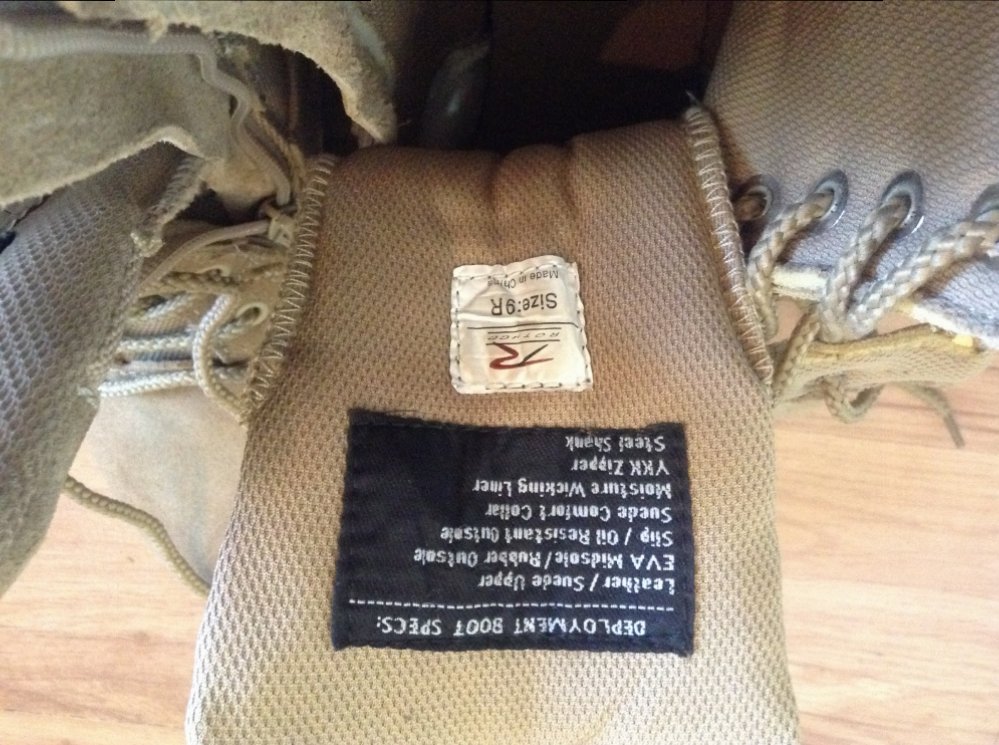 DEPLOYMENT BOOT SPECS:
Leather/Suede Upper
EVA Midsole/Rubber Outsole
Slip / Oil Resistant Outsole
Suede Comfort Collar
Moisture Wicking Liner
YKK Zipper
Steel Shank
R
ROTHCO
Size:9R
Made in China